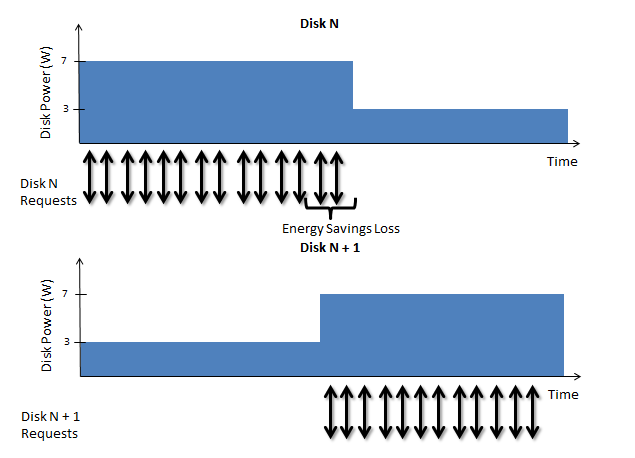 Disk N
Disk Power (W)
7
3
Time
Disk N
Requests
Energy Savings Loss
Disk N + 1
Disk Power (W)
7
3
Time
Disk N + 1
Requests